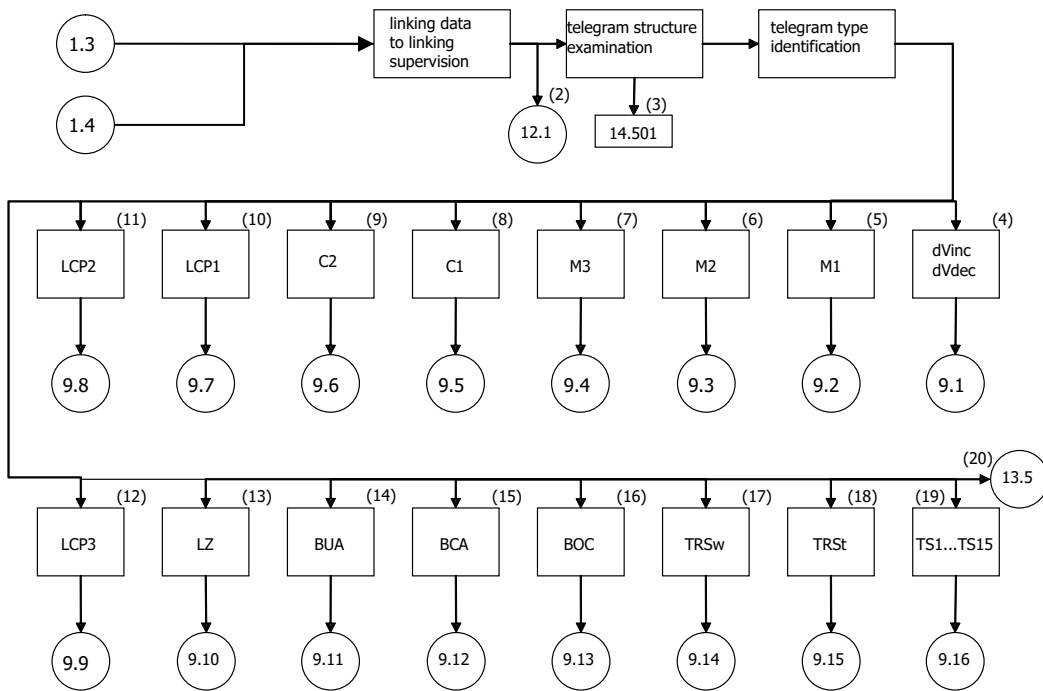 1.3
1.4
linking data
to linking
supervision
telegram structure
examination
telegram type
identification
(2)
12.1
(3)
14.501
(11)
LCP2
9.8
(10)
LCP1
9.7
(9)
C2
9.6
(8)
C1
9.5
(7)
M3
9.4
(6)
M2
9.3
(5)
M1
9.2
(4)
dVinc
dVdec
9.1
(20)
13.5
(12)
LCP3
9.9
(13)
LZ
9.10
(14)
BUA
9.11
(15)
BCA
9.12
(16)
BOC
9.13
(17)
TRSw
9.14
(18)
TRSt
9.15
(19)
TS1...TS15
9.16